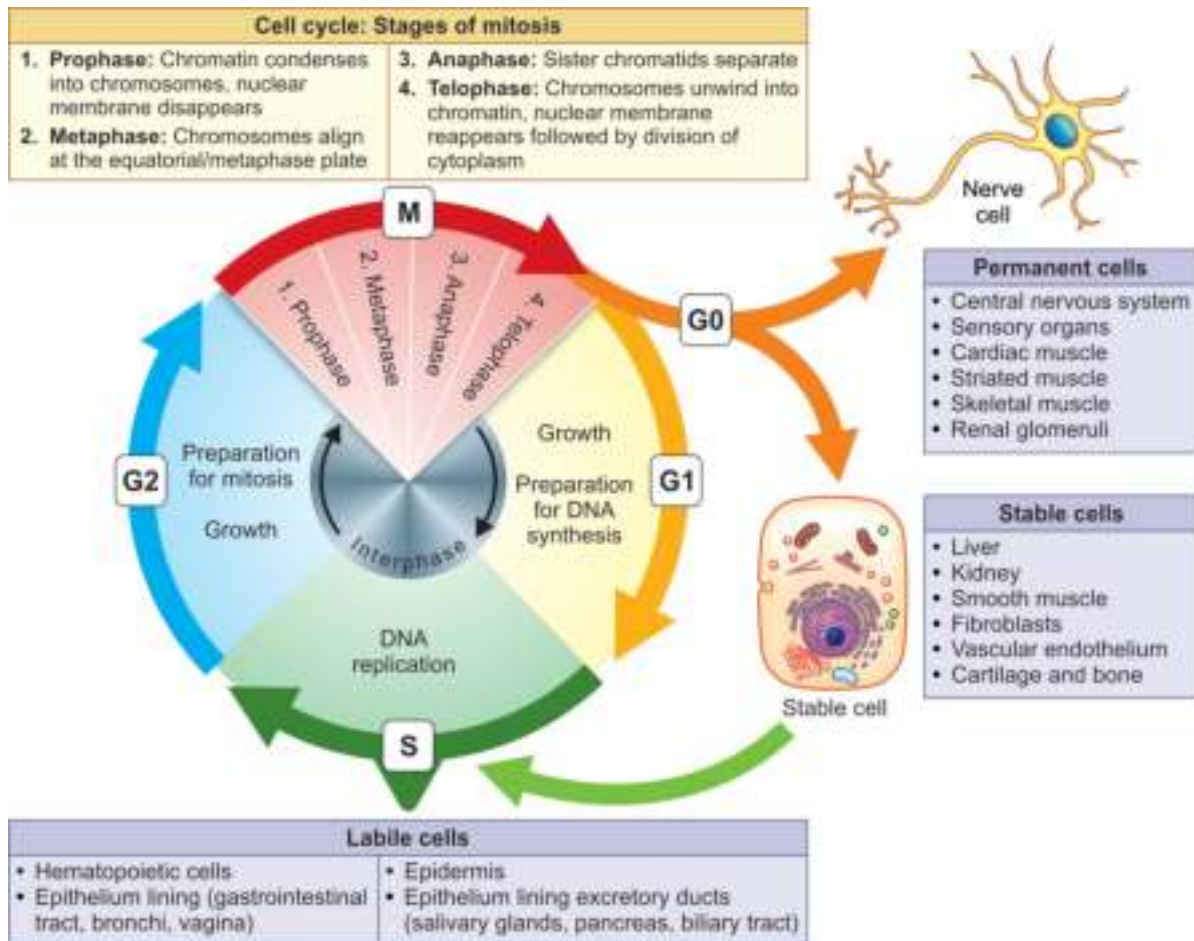 Cell cycle: Stages of mitosis
1. Prophase: Chromatin condenses
into chromosomes, nuclear
membrane disappears
2. Metaphase: Chromosomes align
at the equatorial/metaphase plate
3. Anaphase: Sister chromatids separate
4. Telophase: Chromosomes unwind into
chromatin, nuclear membrane
reappears followed by division of
cytoplasm
M
1. Prophase
2. Metaphase
3. Anaphase
4. Telophase
G0
Nerve
cell
Permanent cells
• Central nervous system
• Sensory organs
• Cardiac muscle
• Striated muscle
• Skeletal muscle
• Renal glomeruli
G2
Preparation
for mitosis
Growth
Interphase
Growth
Preparation
for DNA
synthesis
G1
DNA
replication
S
Stable cell
Stable cells
• Liver
• Kidney
• Smooth muscle
• Fibroblasts
• Vascular endothelium
• Cartilage and bone
Labile cells
• Hematopoietic cells
• Epithelium lining (gastrointestinal
tract, bronchi, vagina)
• Epidermis
• Epithelium lining excretory ducts
(salivary glands, pancreas, biliary tract)